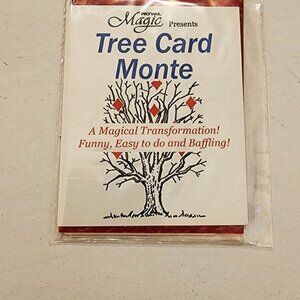 ROYAL
Magic Presents
Tree Card
Monte
A Magical Transformation!
Funny, Easy to do and Baffling!